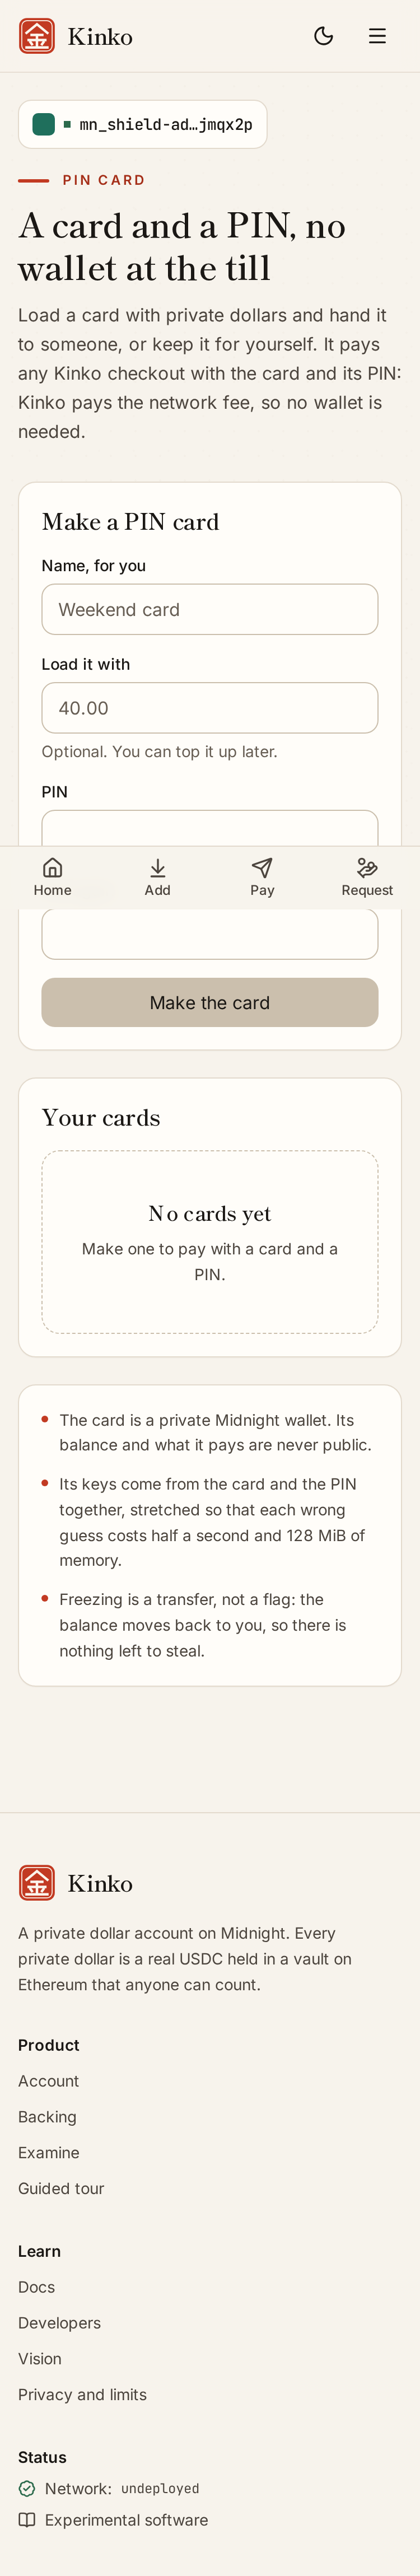 金 Kinko
mn_shield-ad…jmqx2p
PIN CARD
A card and a PIN, no
wallet at the till
Load a card with private dollars and hand it
to someone, or keep it for yourself. It pays
any Kinko checkout with the card and its PIN:
Kinko pays the network fee, so no wallet is
needed.
Make a PIN card
Name, for you
Weekend card
Load it with
40.00
Optional. You can top it up later.
PIN
Home Add Pay Request
Make the card
Your cards
No cards yet
Make one to pay with a card and a
PIN.
The card is a private Midnight wallet. Its
balance and what it pays are never public.
Its keys come from the card and the PIN
together, stretched so that each wrong
guess costs half a second and 128 MiB of
memory.
Freezing is a transfer, not a flag: the
balance moves back to you, so there is
nothing left to steal.
金 Kinko
A private dollar account on Midnight. Every
private dollar is a real USDC held in a vault on
Ethereum that anyone can count.
Product
Account
Backing
Examine
Guided tour
Learn
Docs
Developers
Vision
Privacy and limits
Status
Network: undeployed
Experimental software